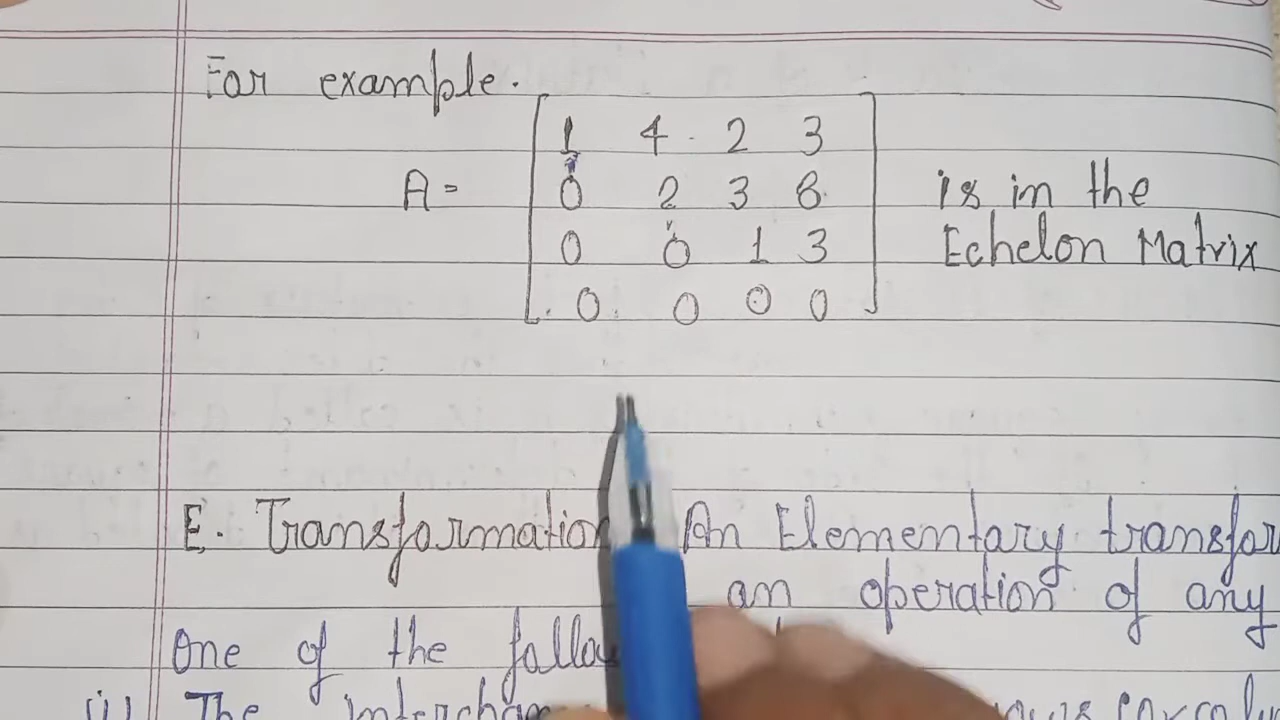 For example.
1 4 2 3
A = 0 2 3 8 is in the
0 0 1 3 Echelon Matrix
0 0 0 0
E. Transformation An Elementary transfor
an operation of any
One of the
(i) The